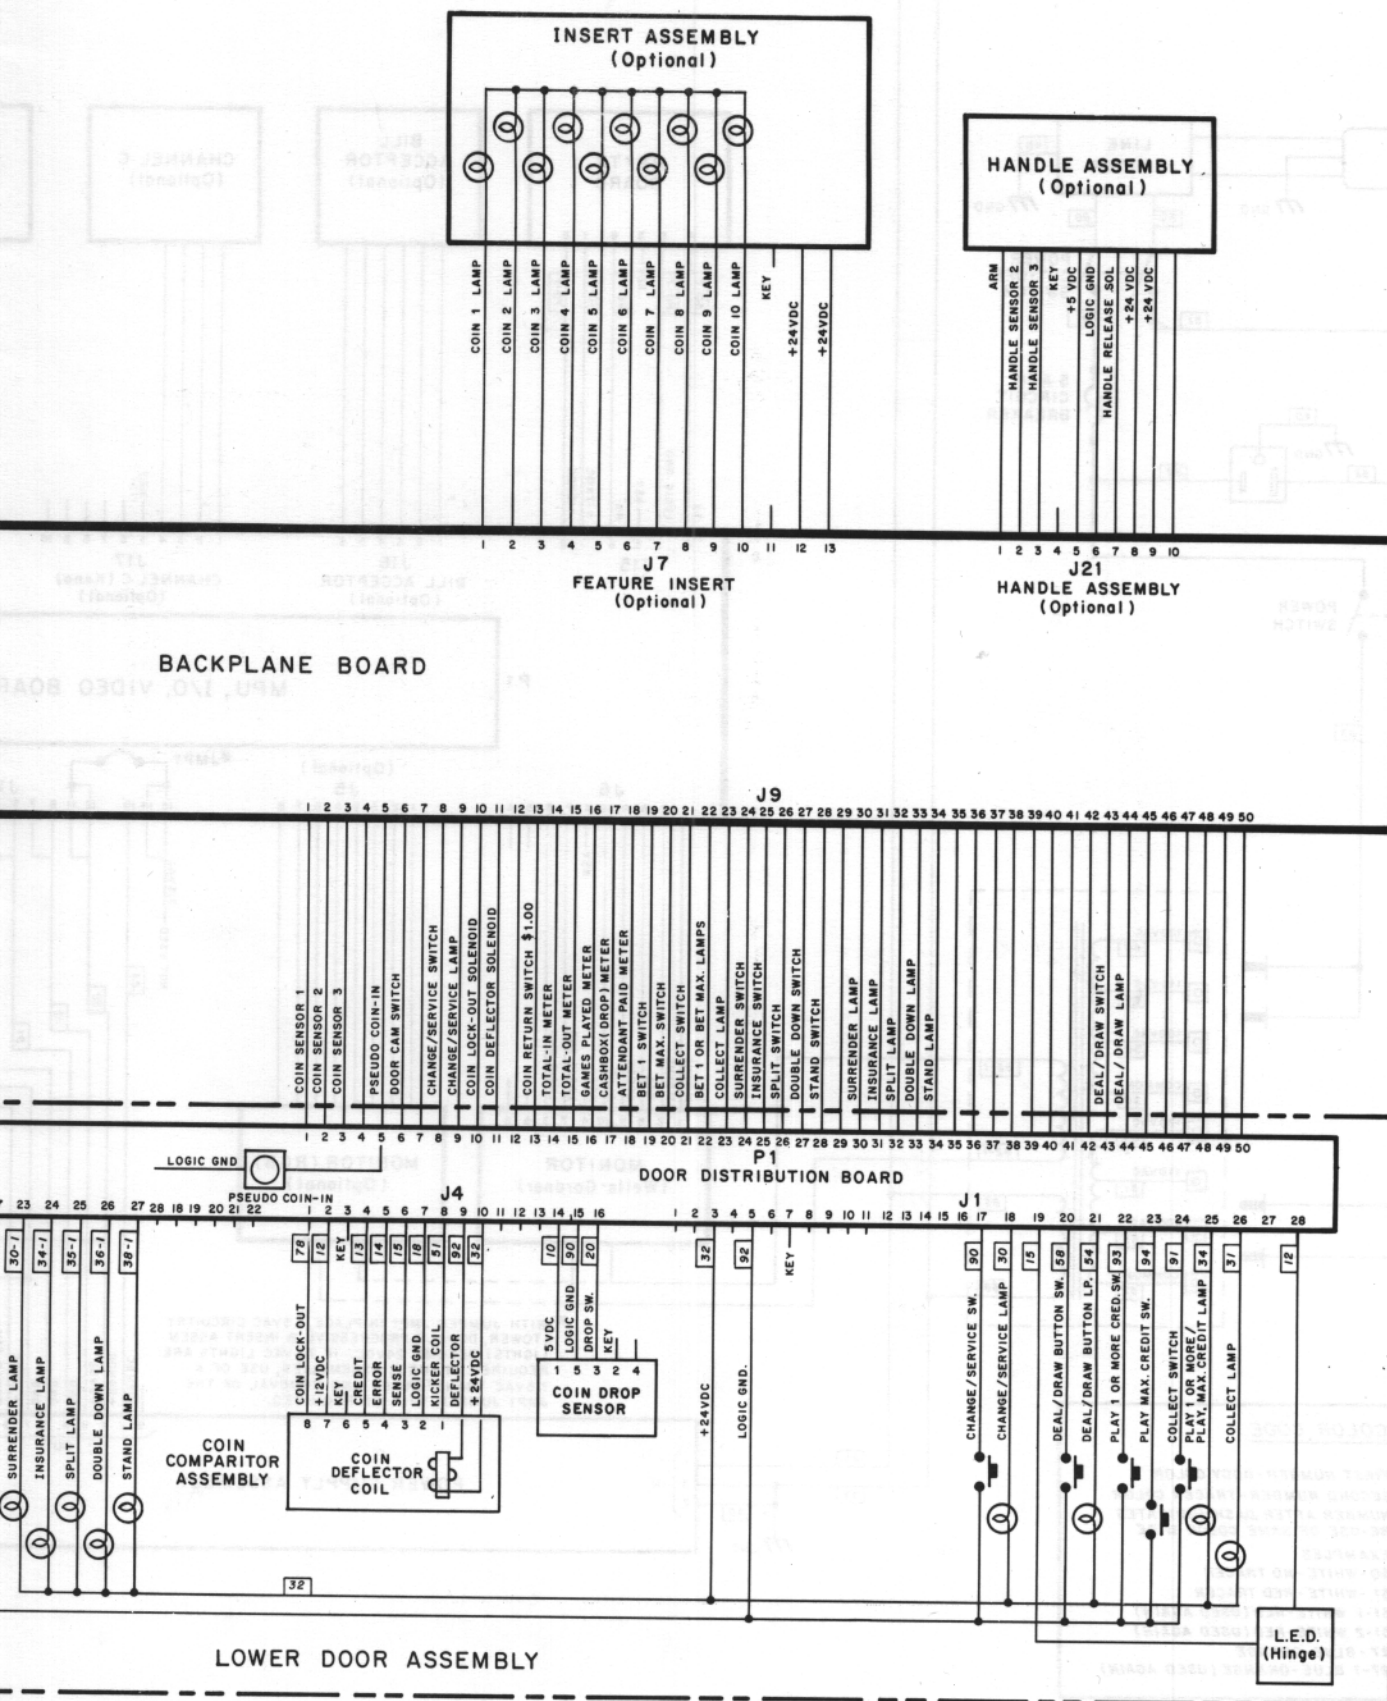 INSERT ASSEMBLY
(Optional)
HANDLE ASSEMBLY
(Optional)
COIN 1 LAMP
COIN 2 LAMP
COIN 3 LAMP
COIN 4 LAMP
COIN 5 LAMP
COIN 6 LAMP
COIN 7 LAMP
COIN 8 LAMP
COIN 9 LAMP
COIN 10 LAMP
KEY
+24VDC
+24VDC
ARM
HANDLE SENSOR 2
HANDLE SENSOR 3
KEY
+5 VDC
LOGIC GND
HANDLE RELEASE SOL
+24 VDC
+24 VDC
1 2 3 4 5 6 7 8 9 10 11 12 13
J7
FEATURE INSERT
(Optional)
1 2 3 4 5 6 7 8 9 10
J21
HANDLE ASSEMBLY
(Optional)
BACKPLANE BOARD
J9
1 2 3 4 5 6 7 8 9 10 11 12 13 14 15 16 17 18 19 20 21 22 23 24 25 26 27 28 29 30 31 32 33 34 35 36 37 38 39 40 41 42 43 44 45 46 47 48 49 50
COIN SENSOR 1
COIN SENSOR 2
COIN SENSOR 3
PSEUDO COIN-IN
DOOR CAM SWITCH
CHANGE/SERVICE SWITCH
CHANGE/SERVICE LAMP
COIN LOCK-OUT SOLENOID
COIN DEFLECTOR SOLENOID
COIN RETURN SWITCH $1.00
TOTAL-IN METER
TOTAL-OUT METER
GAMES PLAYED METER
CASHBOX (DROP) METER
ATTENDANT PAID METER
BET 1 SWITCH
BET MAX. SWITCH
COLLECT SWITCH
BET 1 OR BET MAX. LAMPS
COLLECT LAMP
SURRENDER SWITCH
INSURANCE SWITCH
SPLIT SWITCH
DOUBLE DOWN SWITCH
STAND SWITCH
SURRENDER LAMP
INSURANCE LAMP
SPLIT LAMP
DOUBLE DOWN LAMP
STAND LAMP
DEAL/DRAW SWITCH
DEAL/DRAW LAMP
1 2 3 4 5 6 7 8 9 10 11 12 13 14 15 16 17 18 19 20 21 22 23 24 25 26 27 28 29 30 31 32 33 34 35 36 37 38 39 40 41 42 43 44 45 46 47 48 49 50
P1
DOOR DISTRIBUTION BOARD
LOGIC GND
PSEUDO COIN-IN
J4
J1
23 24 25 26 27 28 18 19 20 21 22
1 2 3 4 5 6 7 8 9 10 11 12 13 14 15 16
1 2 3 4 5 6 7 8 9 10 11 12 13 14 15 16 17 18 19 20 21 22 23 24 25 26 27 28
30-1
34-1
35-1
36-1
38-1
78
12
KEY
13
14
15
18
51
92
32
10
90
20
32
92
KEY
90
30
15
58
54
93
94
91
34
31
12
SURRENDER LAMP
INSURANCE LAMP
SPLIT LAMP
DOUBLE DOWN LAMP
STAND LAMP
COIN LOCK-OUT
+12VDC
KEY
CREDIT
ERROR
SENSE
LOGIC GND
KICKER COIL
DEFLECTOR
+24VDC
8 7 6 5 4 3 2 1
COIN
COMPARITOR
ASSEMBLY
COIN
DEFLECTOR
COIL
5VDC
LOGIC GND
DROP SW.
KEY
1 5 3 2 4
COIN DROP
SENSOR
+24VDC
LOGIC GND.
CHANGE/SERVICE SW.
CHANGE/SERVICE LAMP
DEAL/DRAW BUTTON SW.
DEAL/DRAW BUTTON LP.
PLAY 1 OR MORE CRED. SW.
PLAY MAX. CREDIT SW.
COLLECT SWITCH
PLAY 1 OR MORE/
PLAY MAX. CREDIT LAMP
COLLECT LAMP
32
L.E.D.
(Hinge)
LOWER DOOR ASSEMBLY